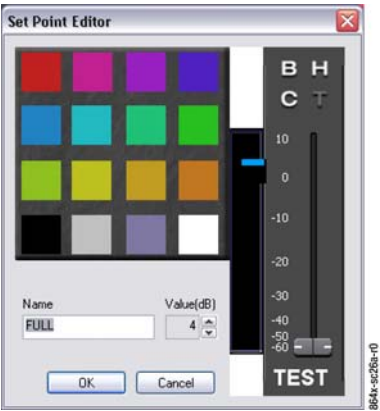 Set Point Editor
B H
C T
10
0
-10
-20
-30
-40
-50
-60
Name
Value(dB)
FULL
4
OK
Cancel
TEST
864x-sc26a-r0